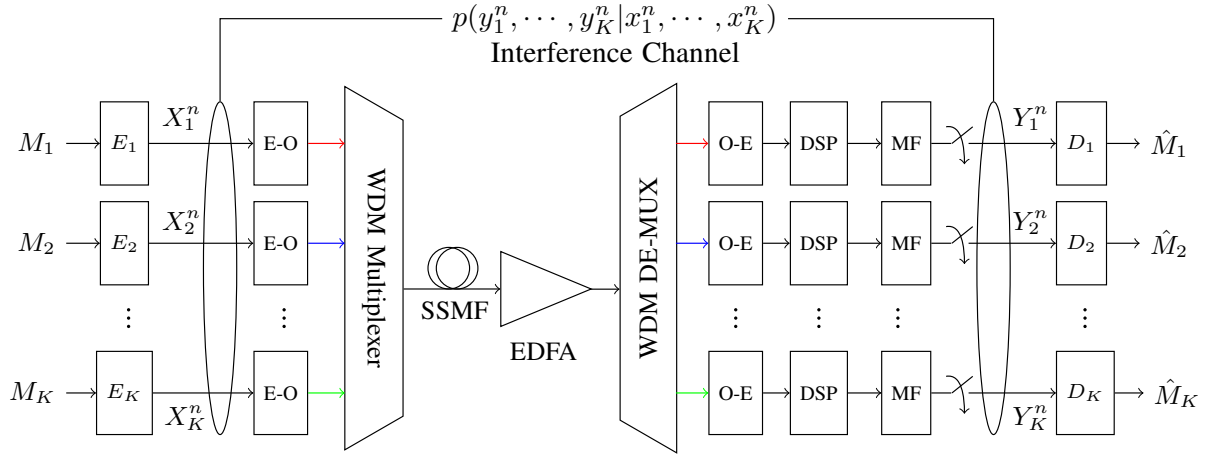 p(y_1^n, ⋯, y_K^n|x_1^n, ⋯, x_K^n)
Interference Channel
M_1 E_1 X_1^n E-O O-E DSP MF Y_1^n D_1 M̂_1
M_2 E_2 X_2^n E-O O-E DSP MF Y_2^n D_2 M̂_2
WDM Multiplexer
SSMF
EDFA
WDM DE-MUX
⋮ ⋮ ⋮ ⋮ ⋮ ⋮
M_K E_K X_K^n E-O O-E DSP MF Y_K^n D_K M̂_K